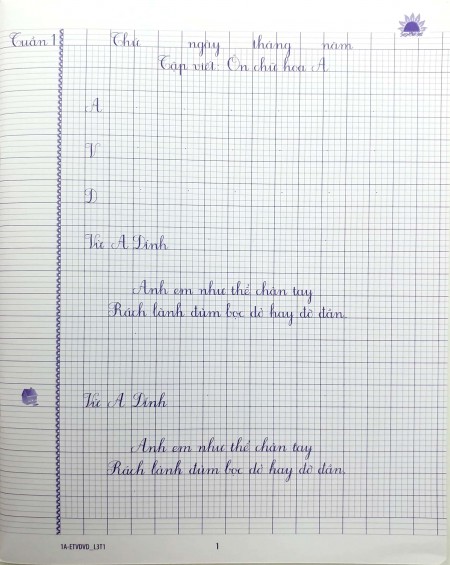 Tuần 1
Thứ ngày tháng năm
Tập viết: Ôn chữ hoa A
A
V
D
Vừ A Dính
Anh em như thể chân tay
Rách lành đùm bọc dở hay đỡ đần.
Vừ A Dính
Anh em như thể chân tay
Rách lành đùm bọc dở hay đỡ đần.
1A-ETVDVD_L3T1 1